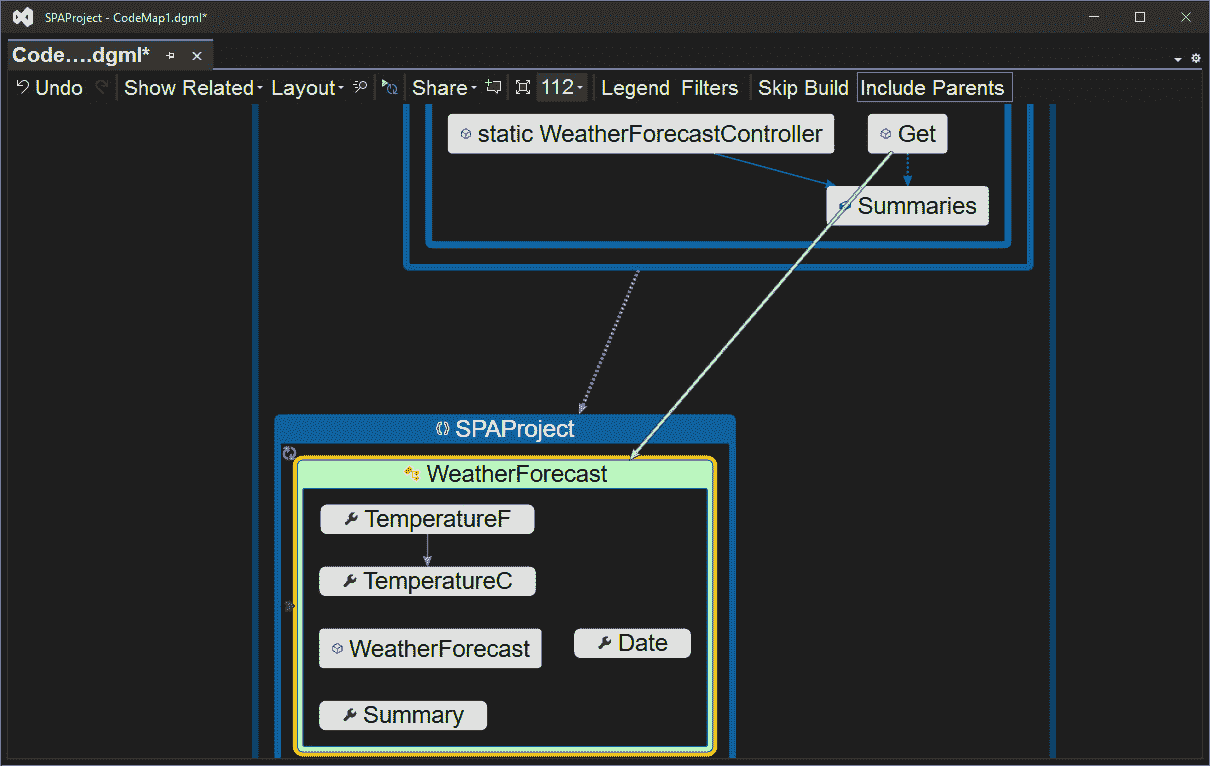 SPAProject - CodeMap1.dgml*
Code....dgml*
Undo Show Related Layout Share 112 Legend Filters Skip Build Include Parents
static WeatherForecastController Get
Summaries
SPAProject
WeatherForecast
TemperatureF
TemperatureC
WeatherForecast Date
Summary